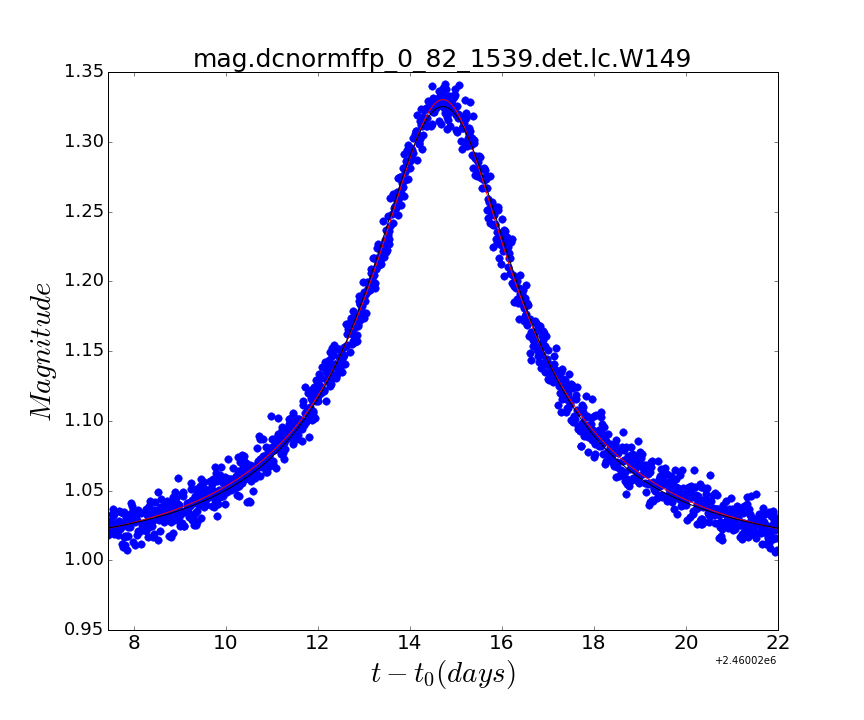 mag.dcnormffp_0_82_1539.det.lc.W149
1.35
1.30
1.25
1.20
1.15
1.10
1.05
1.00
0.95
Magnitude
8 10 12 14 16 18 20 22
+2.46002e6
t − t₀(days)